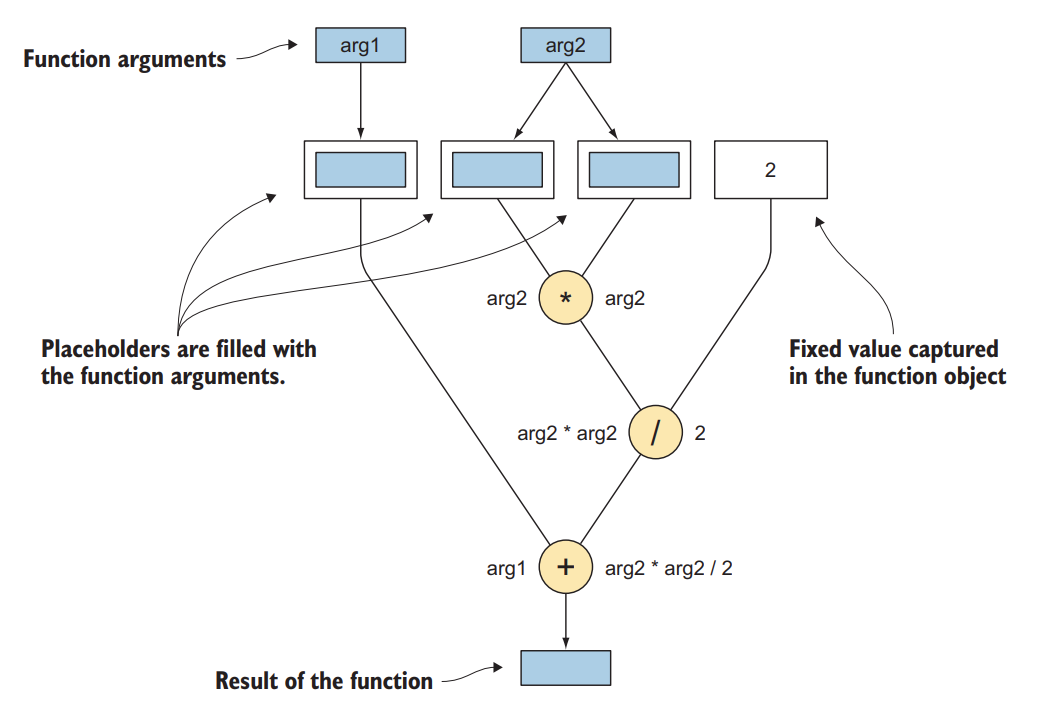 Function arguments
arg1
arg2
2
arg2
*
arg2
Placeholders are filled with
the function arguments.
Fixed value captured
in the function object
arg2 * arg2
/
2
arg1
+
arg2 * arg2 / 2
Result of the function